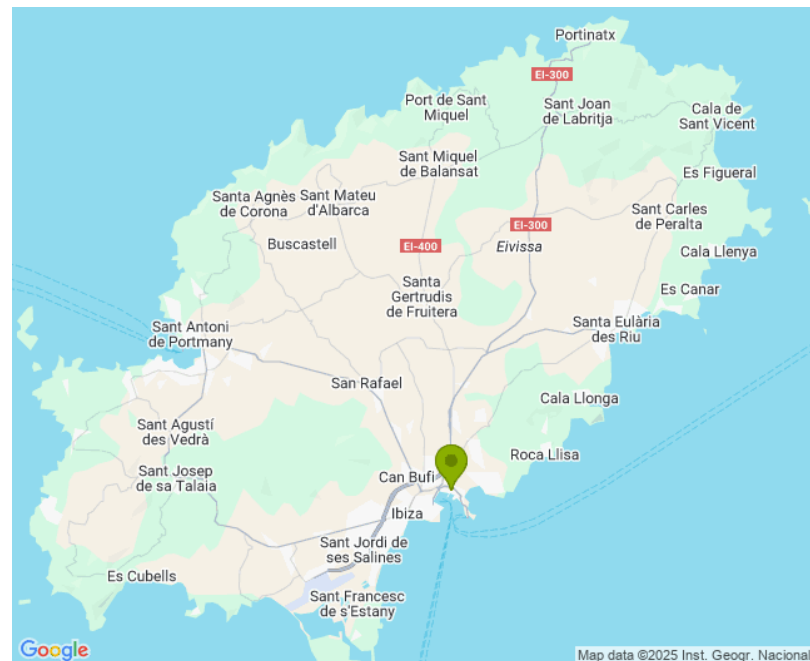 Portinatx
EI-300
Port de Sant
Miquel
Sant Joan
de Labritja
Cala de
Sant Vicent
Sant Miquel
de Balansat
Es Figueral
Santa Agnès
de Corona
Sant Mateu
d'Albarca
Sant Carles
de Peralta
EI-300
Buscastell
EI-400
Eivissa
Cala Llenya
Santa
Gertrudis
de Fruitera
Es Canar
Sant Antoni
de Portmany
Santa Eulària
des Riu
San Rafael
Cala Llonga
Sant Agustí
des Vedrà
Roca Llisa
Sant Josep
de sa Talaia
Can Bufi
Ibiza
Sant Jordi de
ses Salines
Es Cubells
Sant Francesc
de s'Estany
Google
Map data ©2025 Inst. Geogr. Nacional